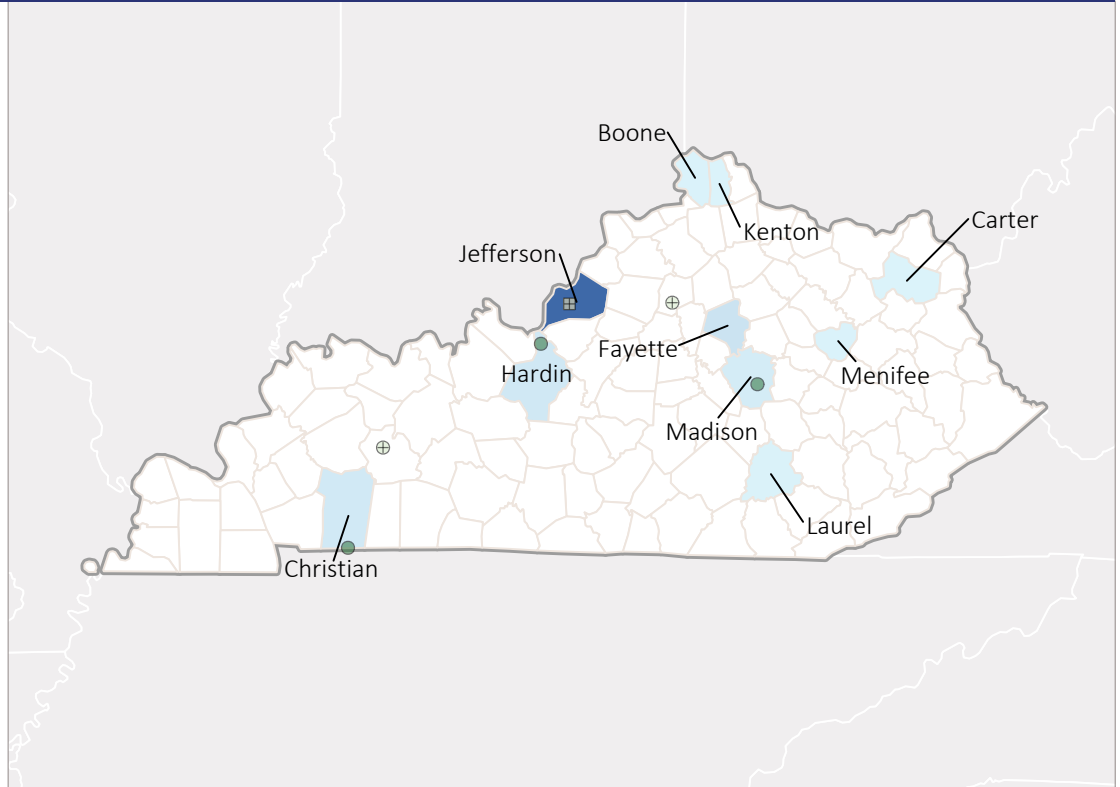 Boone
Carter
Kenton
Jefferson
Fayette
Hardin
Menifee
Madison
Laurel
Christian